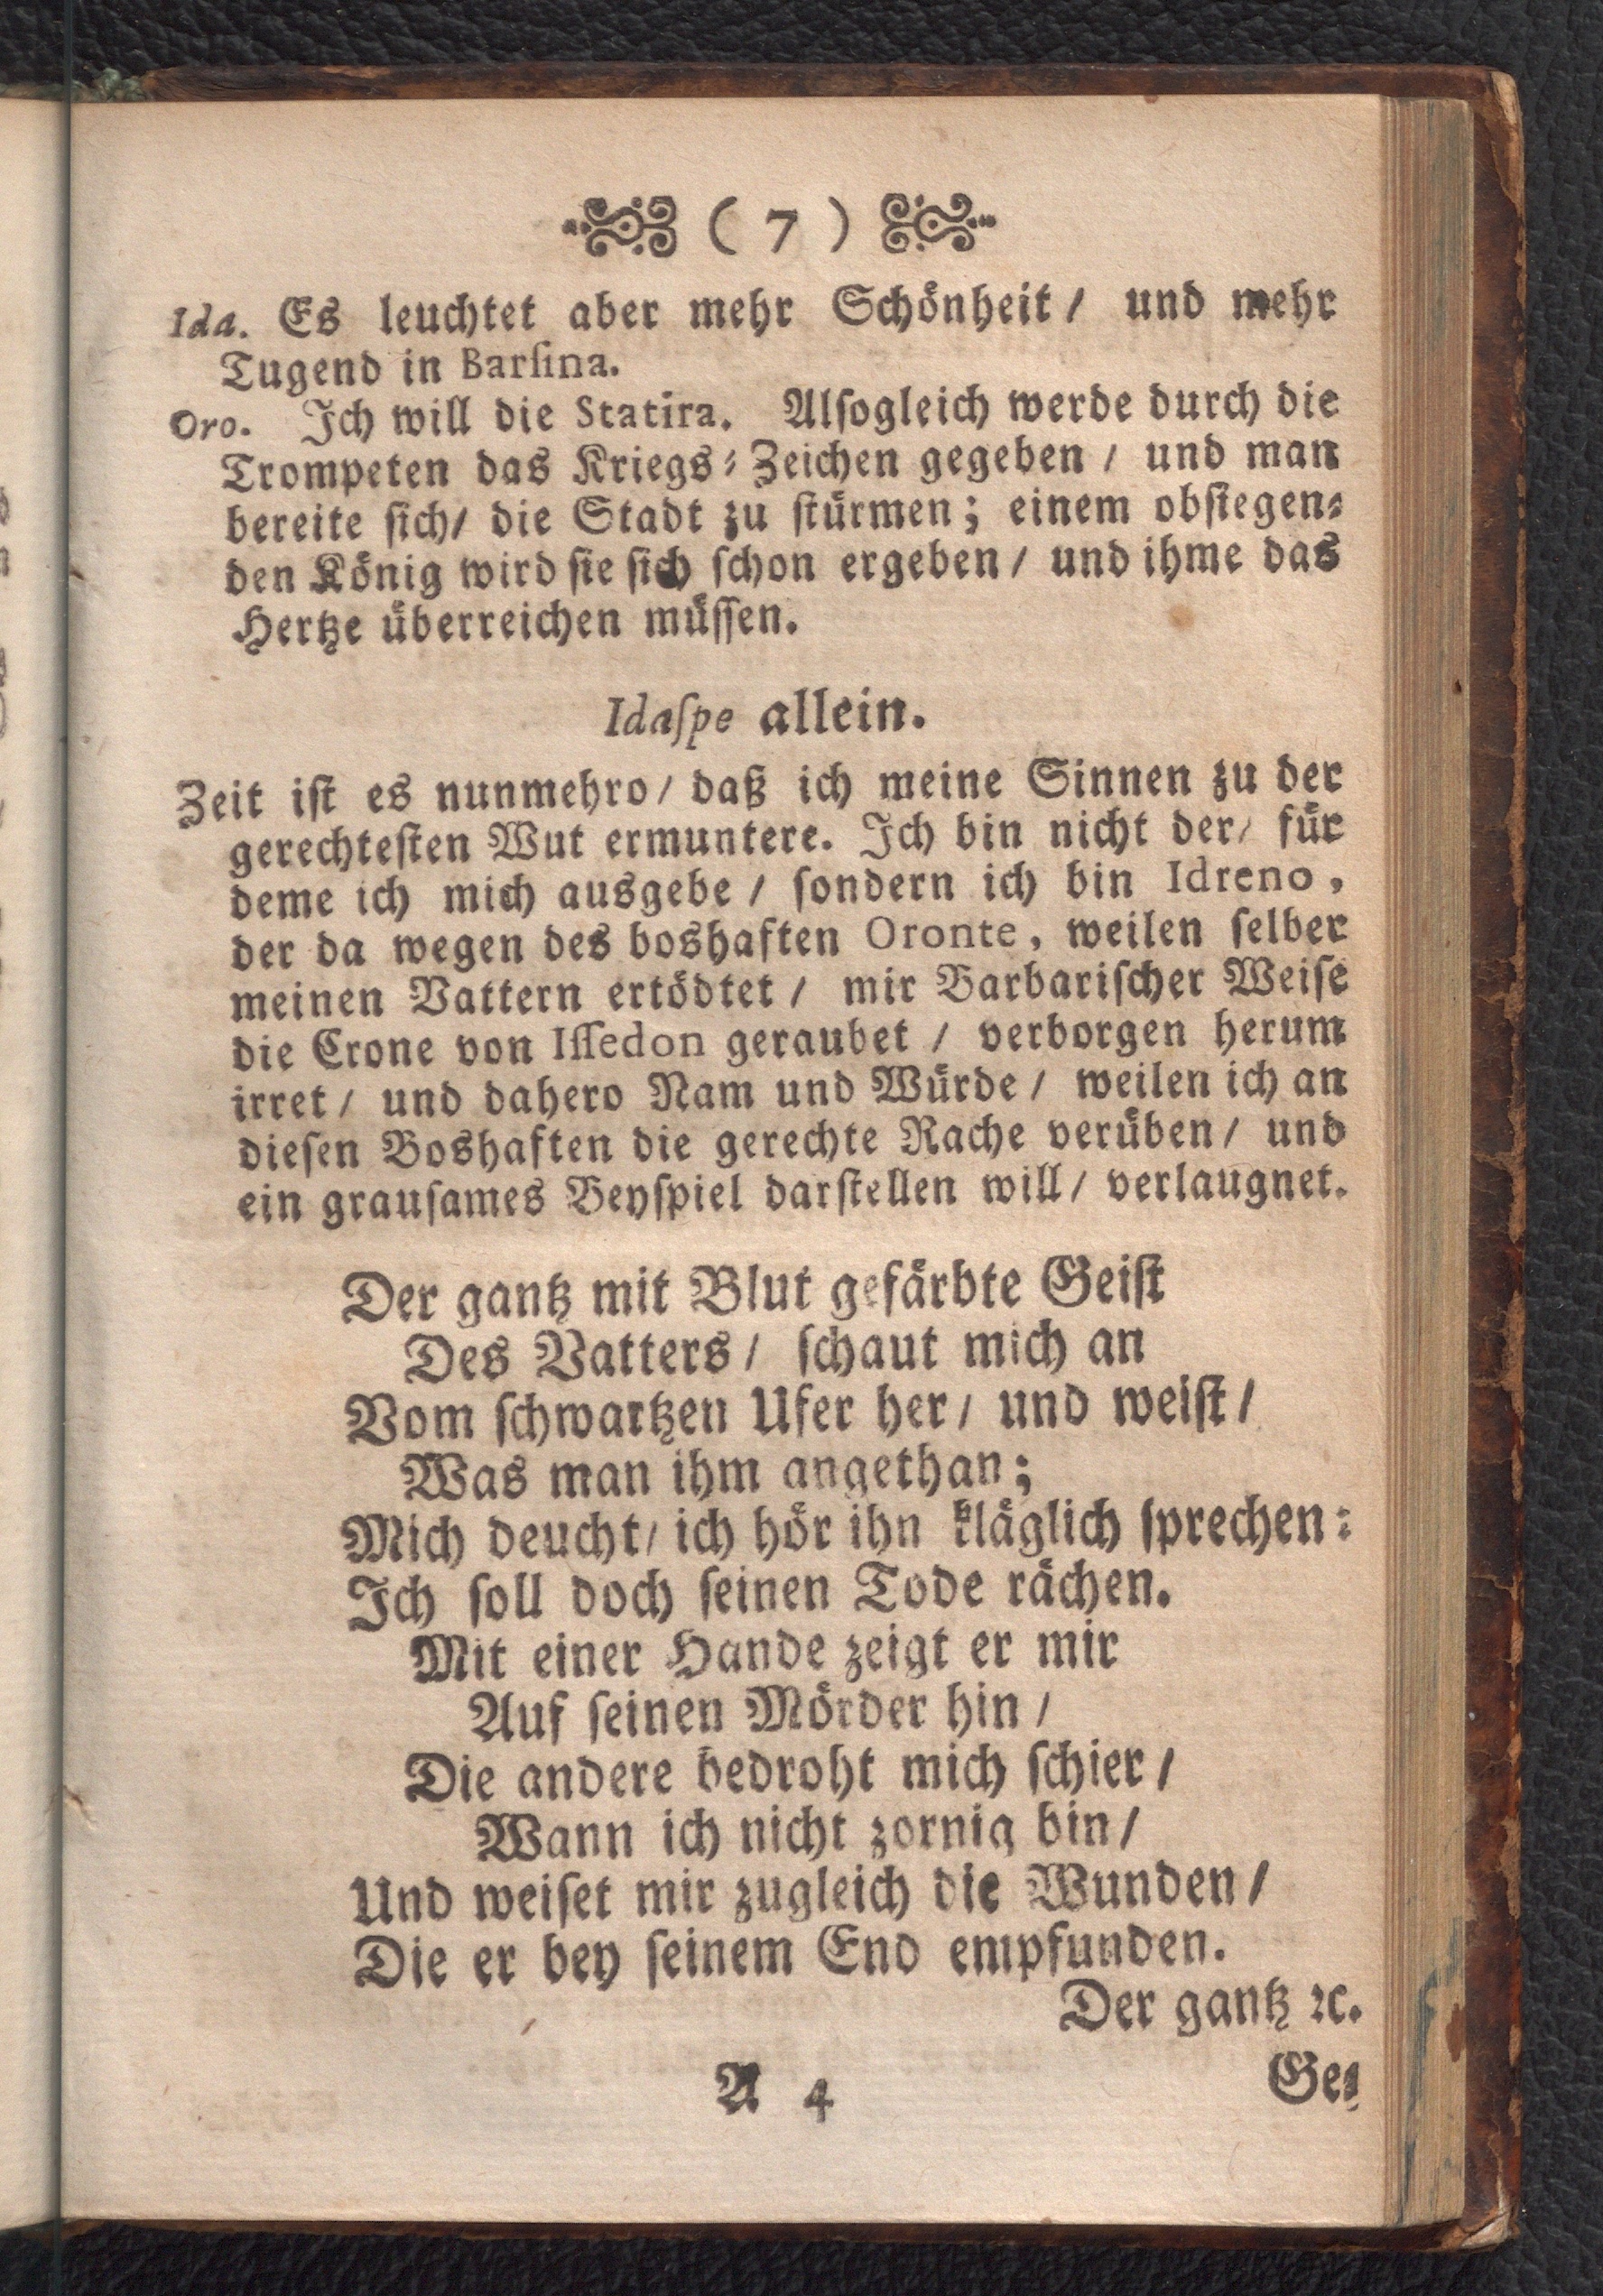 ( 7 )
Ida. Es leuchtet aber mehr Schönheit / und mehr
Tugend in Barſina.
Oro. Ich will die Statira. Alſogleich werde durch die
Trompeten das Kriegs⸗Zeichen gegeben / und man
bereite ſich/ die Stadt zu ſtürmen; einem obſiegen⸗
den König wird ſie ſich ſchon ergeben / und ihme das
Hertze überreichen müſſen.
Idaſpe allein.
Zeit iſt es nunmehro / daß ich meine Sinnen zu der
gerechteſten Wut ermuntere. Ich bin nicht der/ für
deme ich mich ausgebe / ſondern ich bin Idreno,
der da wegen des boshaften Oronte, weilen ſelber
meinen Vattern ertödtet / mir Barbariſcher Weiſe
die Crone von Iſſedon geraubet / verborgen herum
irret / und dahero Nam und Würde / weilen ich an
dieſen Boshaften die gerechte Rache verüben / und
ein grauſames Beyſpiel darſtellen will / verlaugnet.
Der gantz mit Blut gefärbte Geiſt
Des Vatters / ſchaut mich an
Vom ſchwartzen Ufer her / und weiſt /
Was man ihm angethan;
Mich deucht / ich hör ihn kläglich ſprechen:
Ich ſoll doch ſeinen Tode rächen.
Mit einer Hande zeigt er mir
Auf ſeinen Mörder hin /
Die andere bedroht mich ſchier /
Wann ich nicht zornig bin /
Und weiſet mir zugleich die Wunden /
Die er bey ſeinem End empfunden.
Der gantz ꝛc.
A 4 Ge⸗